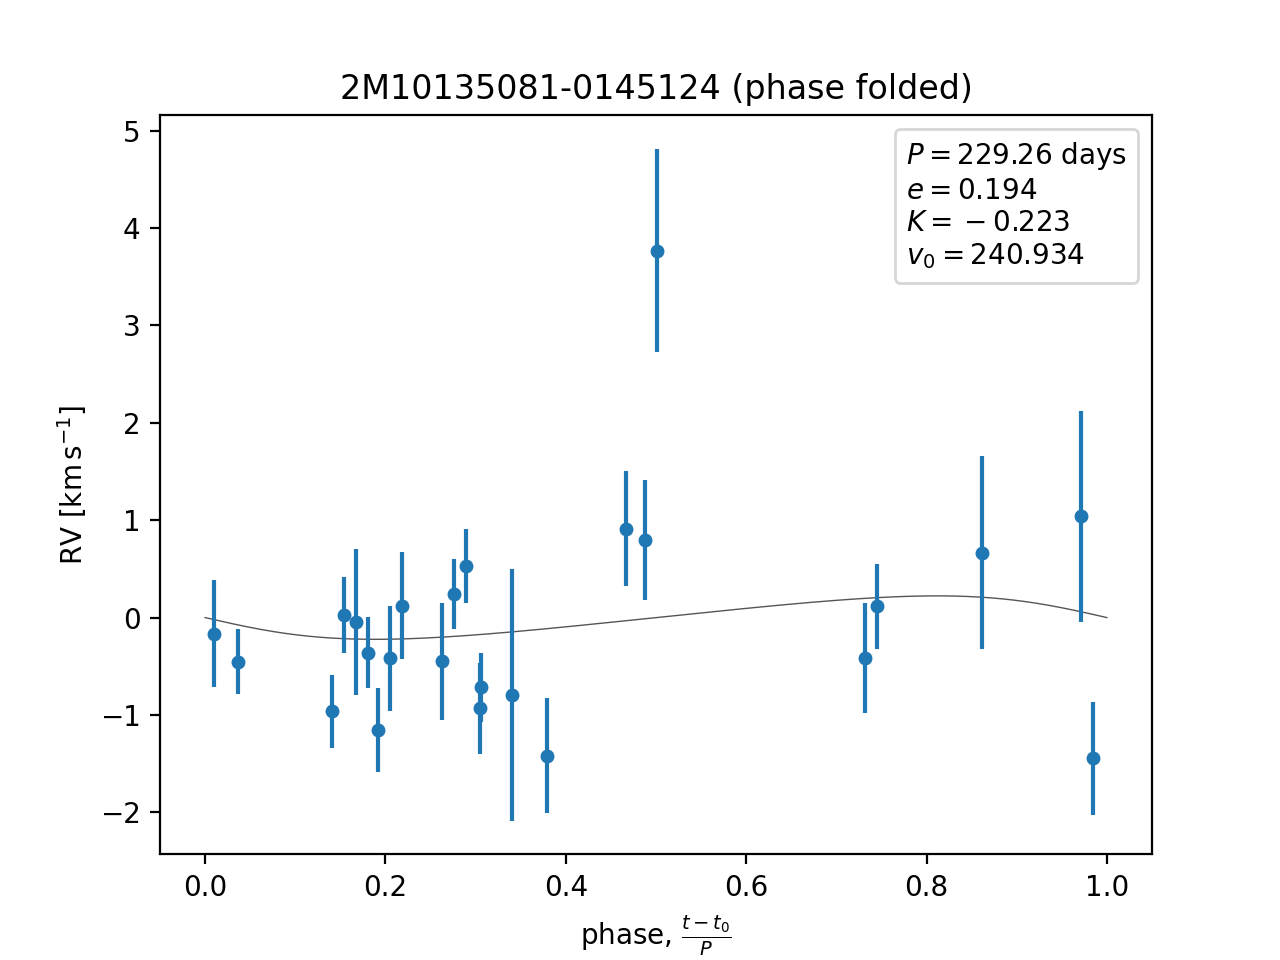 2M10135081-0145124 (phase folded)
P = 229.26 days
e = 0.194
K = −0.223
v₀ = 240.934
5
4
3
2
1
0
−1
−2
RV [km s⁻¹]
0.0 0.2 0.4 0.6 0.8 1.0
phase, (t − t₀)/P